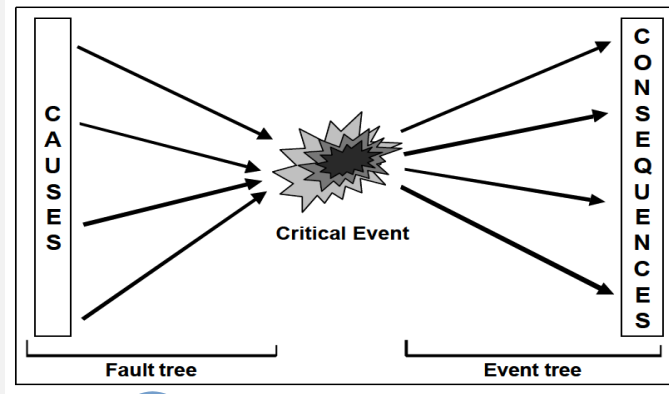 CAUSES
Critical Event
CONSEQUENCES
Fault tree
Event tree